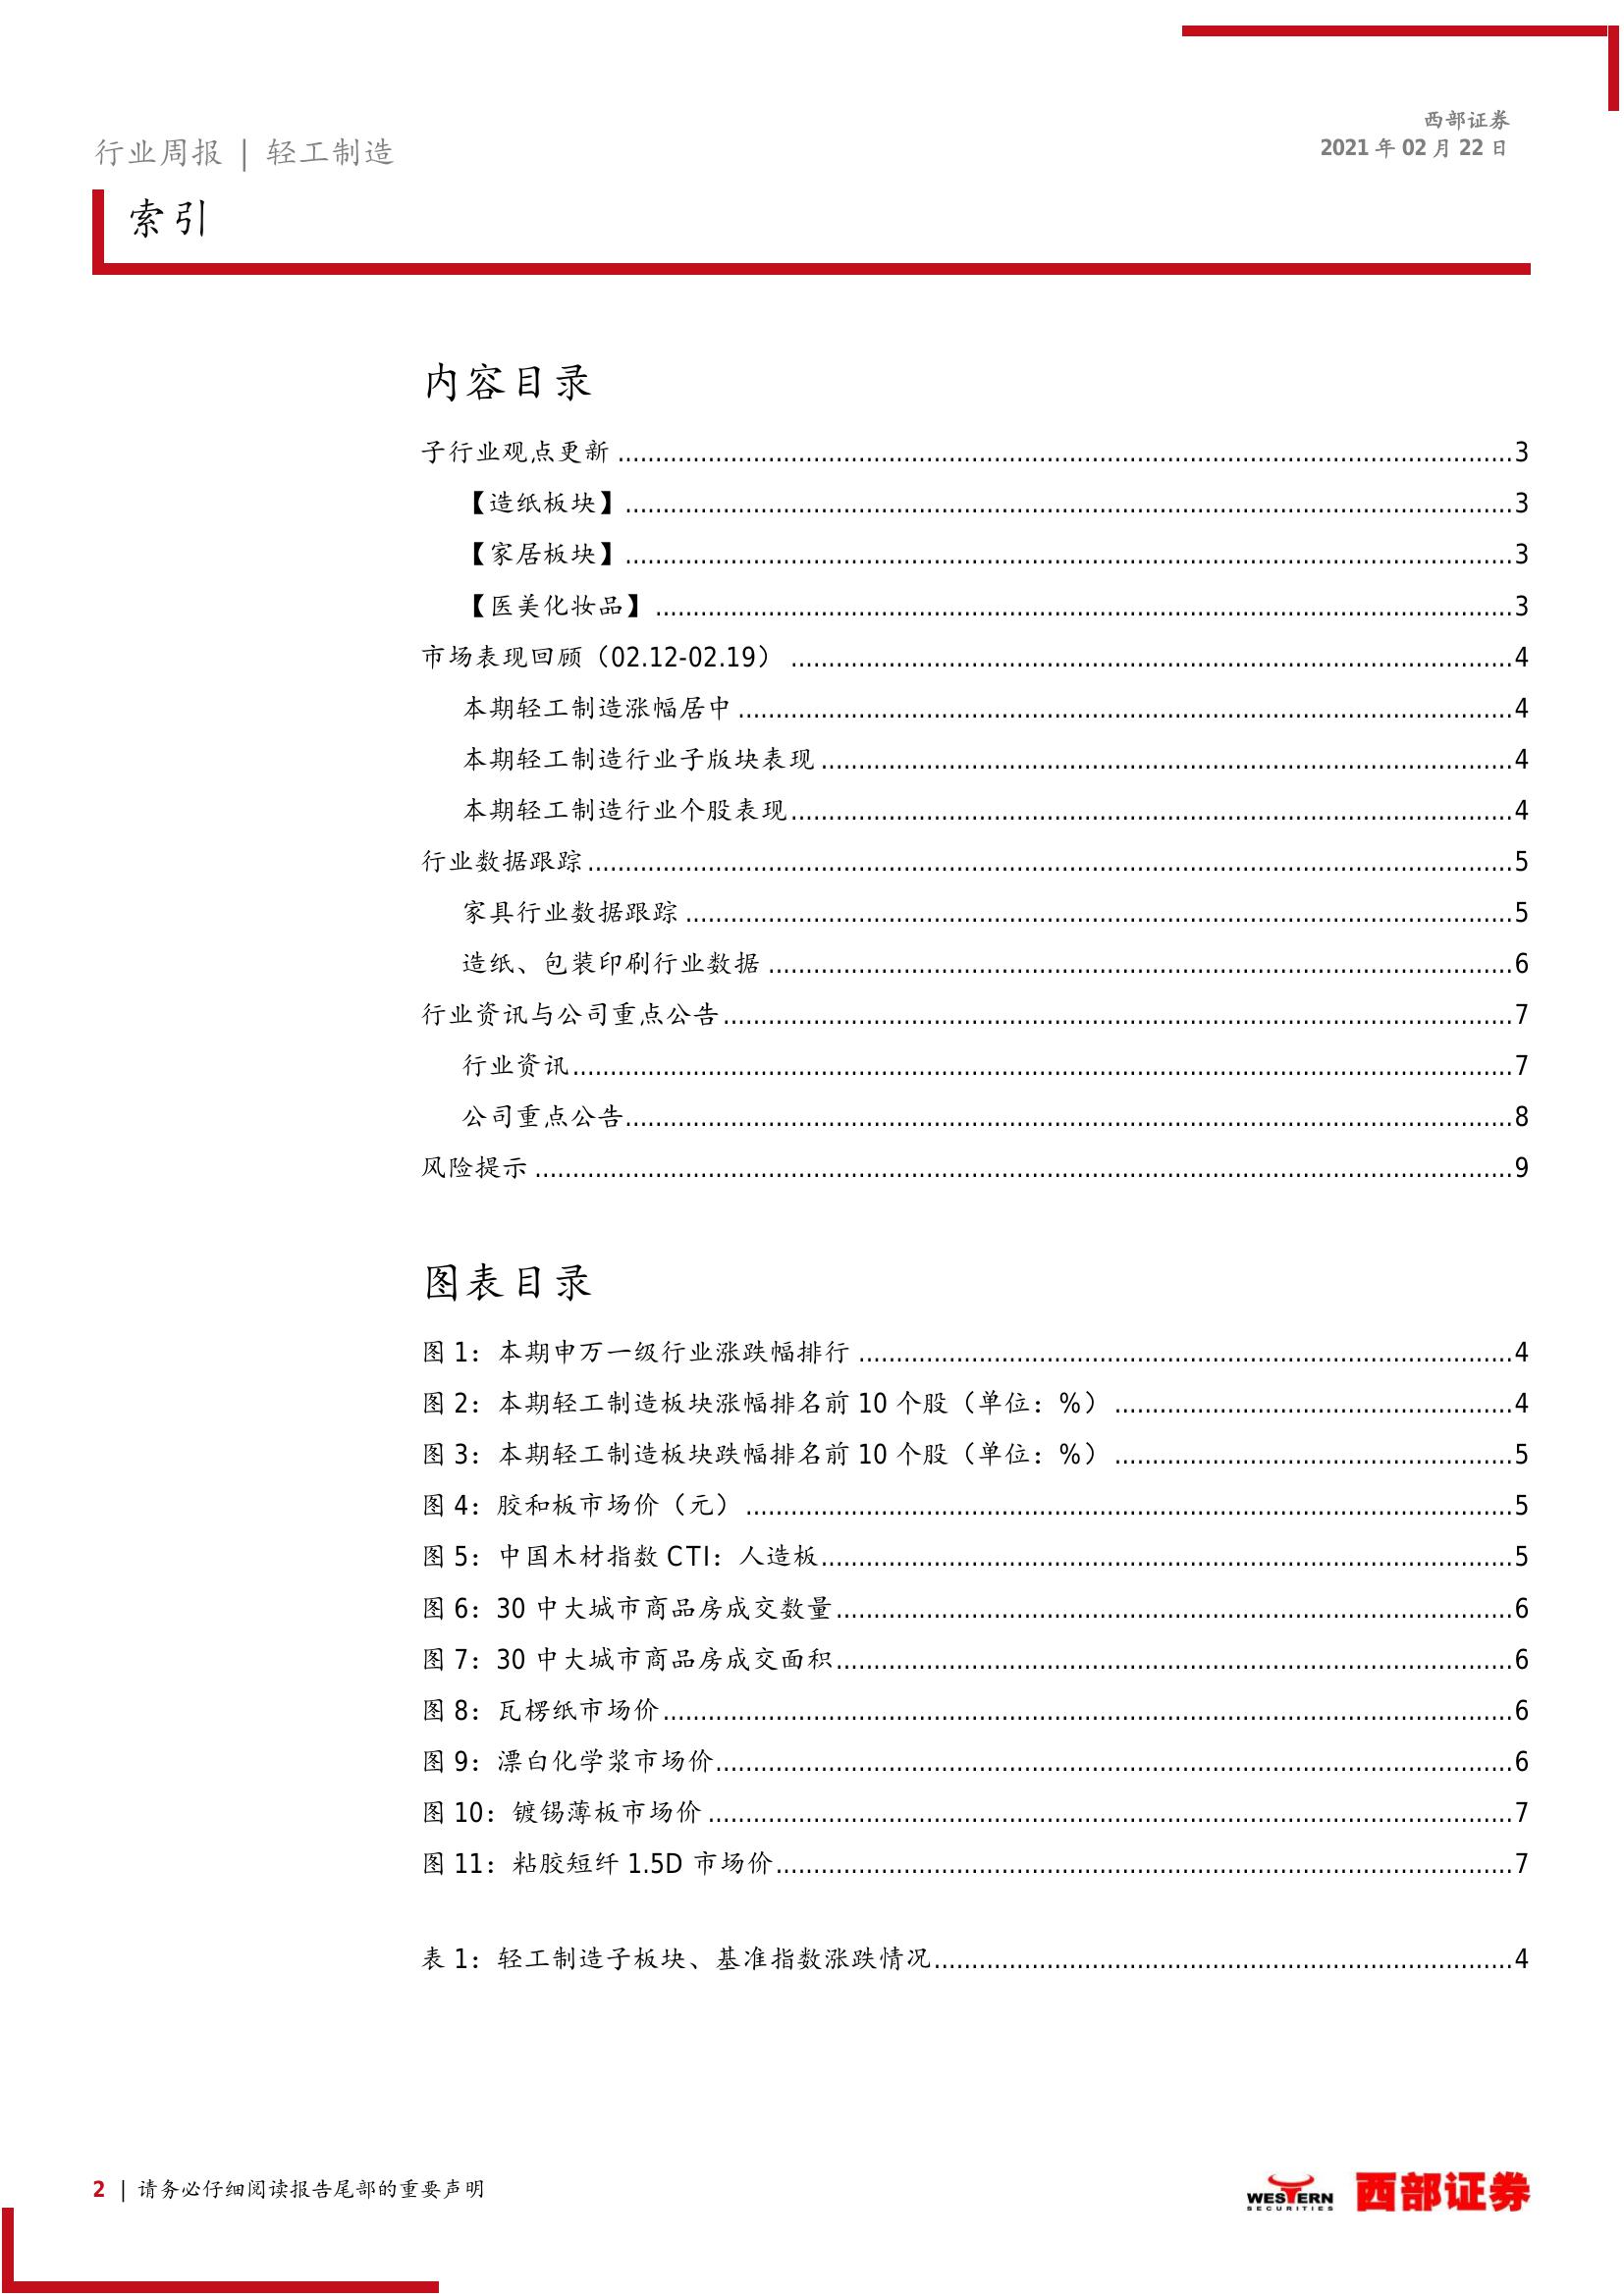 西部证券
2021 年 02 月 22 日
行业周报 | 轻工制造
索引
内容目录
子行业观点更新 ........................................ 3
【造纸板块】 ........................................ 3
【家居板块】 ........................................ 3
【医美化妆品】 ........................................ 3
市场表现回顾（02.12-02.19） ........................................ 4
本期轻工制造涨幅居中 ........................................ 4
本期轻工制造行业子版块表现 ........................................ 4
本期轻工制造行业个股表现 ........................................ 4
行业数据跟踪 ........................................ 5
家具行业数据跟踪 ........................................ 5
造纸、包装印刷行业数据 ........................................ 6
行业资讯与公司重点公告 ........................................ 7
行业资讯 ........................................ 7
公司重点公告 ........................................ 8
风险提示 ........................................ 9
图表目录
图 1：本期申万一级行业涨跌幅排行 ........................................ 4
图 2：本期轻工制造板块涨幅排名前 10 个股（单位：%） ........................................ 4
图 3：本期轻工制造板块跌幅排名前 10 个股（单位：%） ........................................ 5
图 4：胶和板市场价（元） ........................................ 5
图 5：中国木材指数 CTI：人造板 ........................................ 5
图 6：30 中大城市商品房成交数量 ........................................ 6
图 7：30 中大城市商品房成交面积 ........................................ 6
图 8：瓦楞纸市场价 ........................................ 6
图 9：漂白化学浆市场价 ........................................ 6
图 10：镀锡薄板市场价 ........................................ 7
图 11：粘胶短纤 1.5D 市场价 ........................................ 7
表 1：轻工制造子板块、基准指数涨跌情况 ........................................ 4
2 | 请务必仔细阅读报告尾部的重要声明
WESTERN
SECURITIES
西部证券